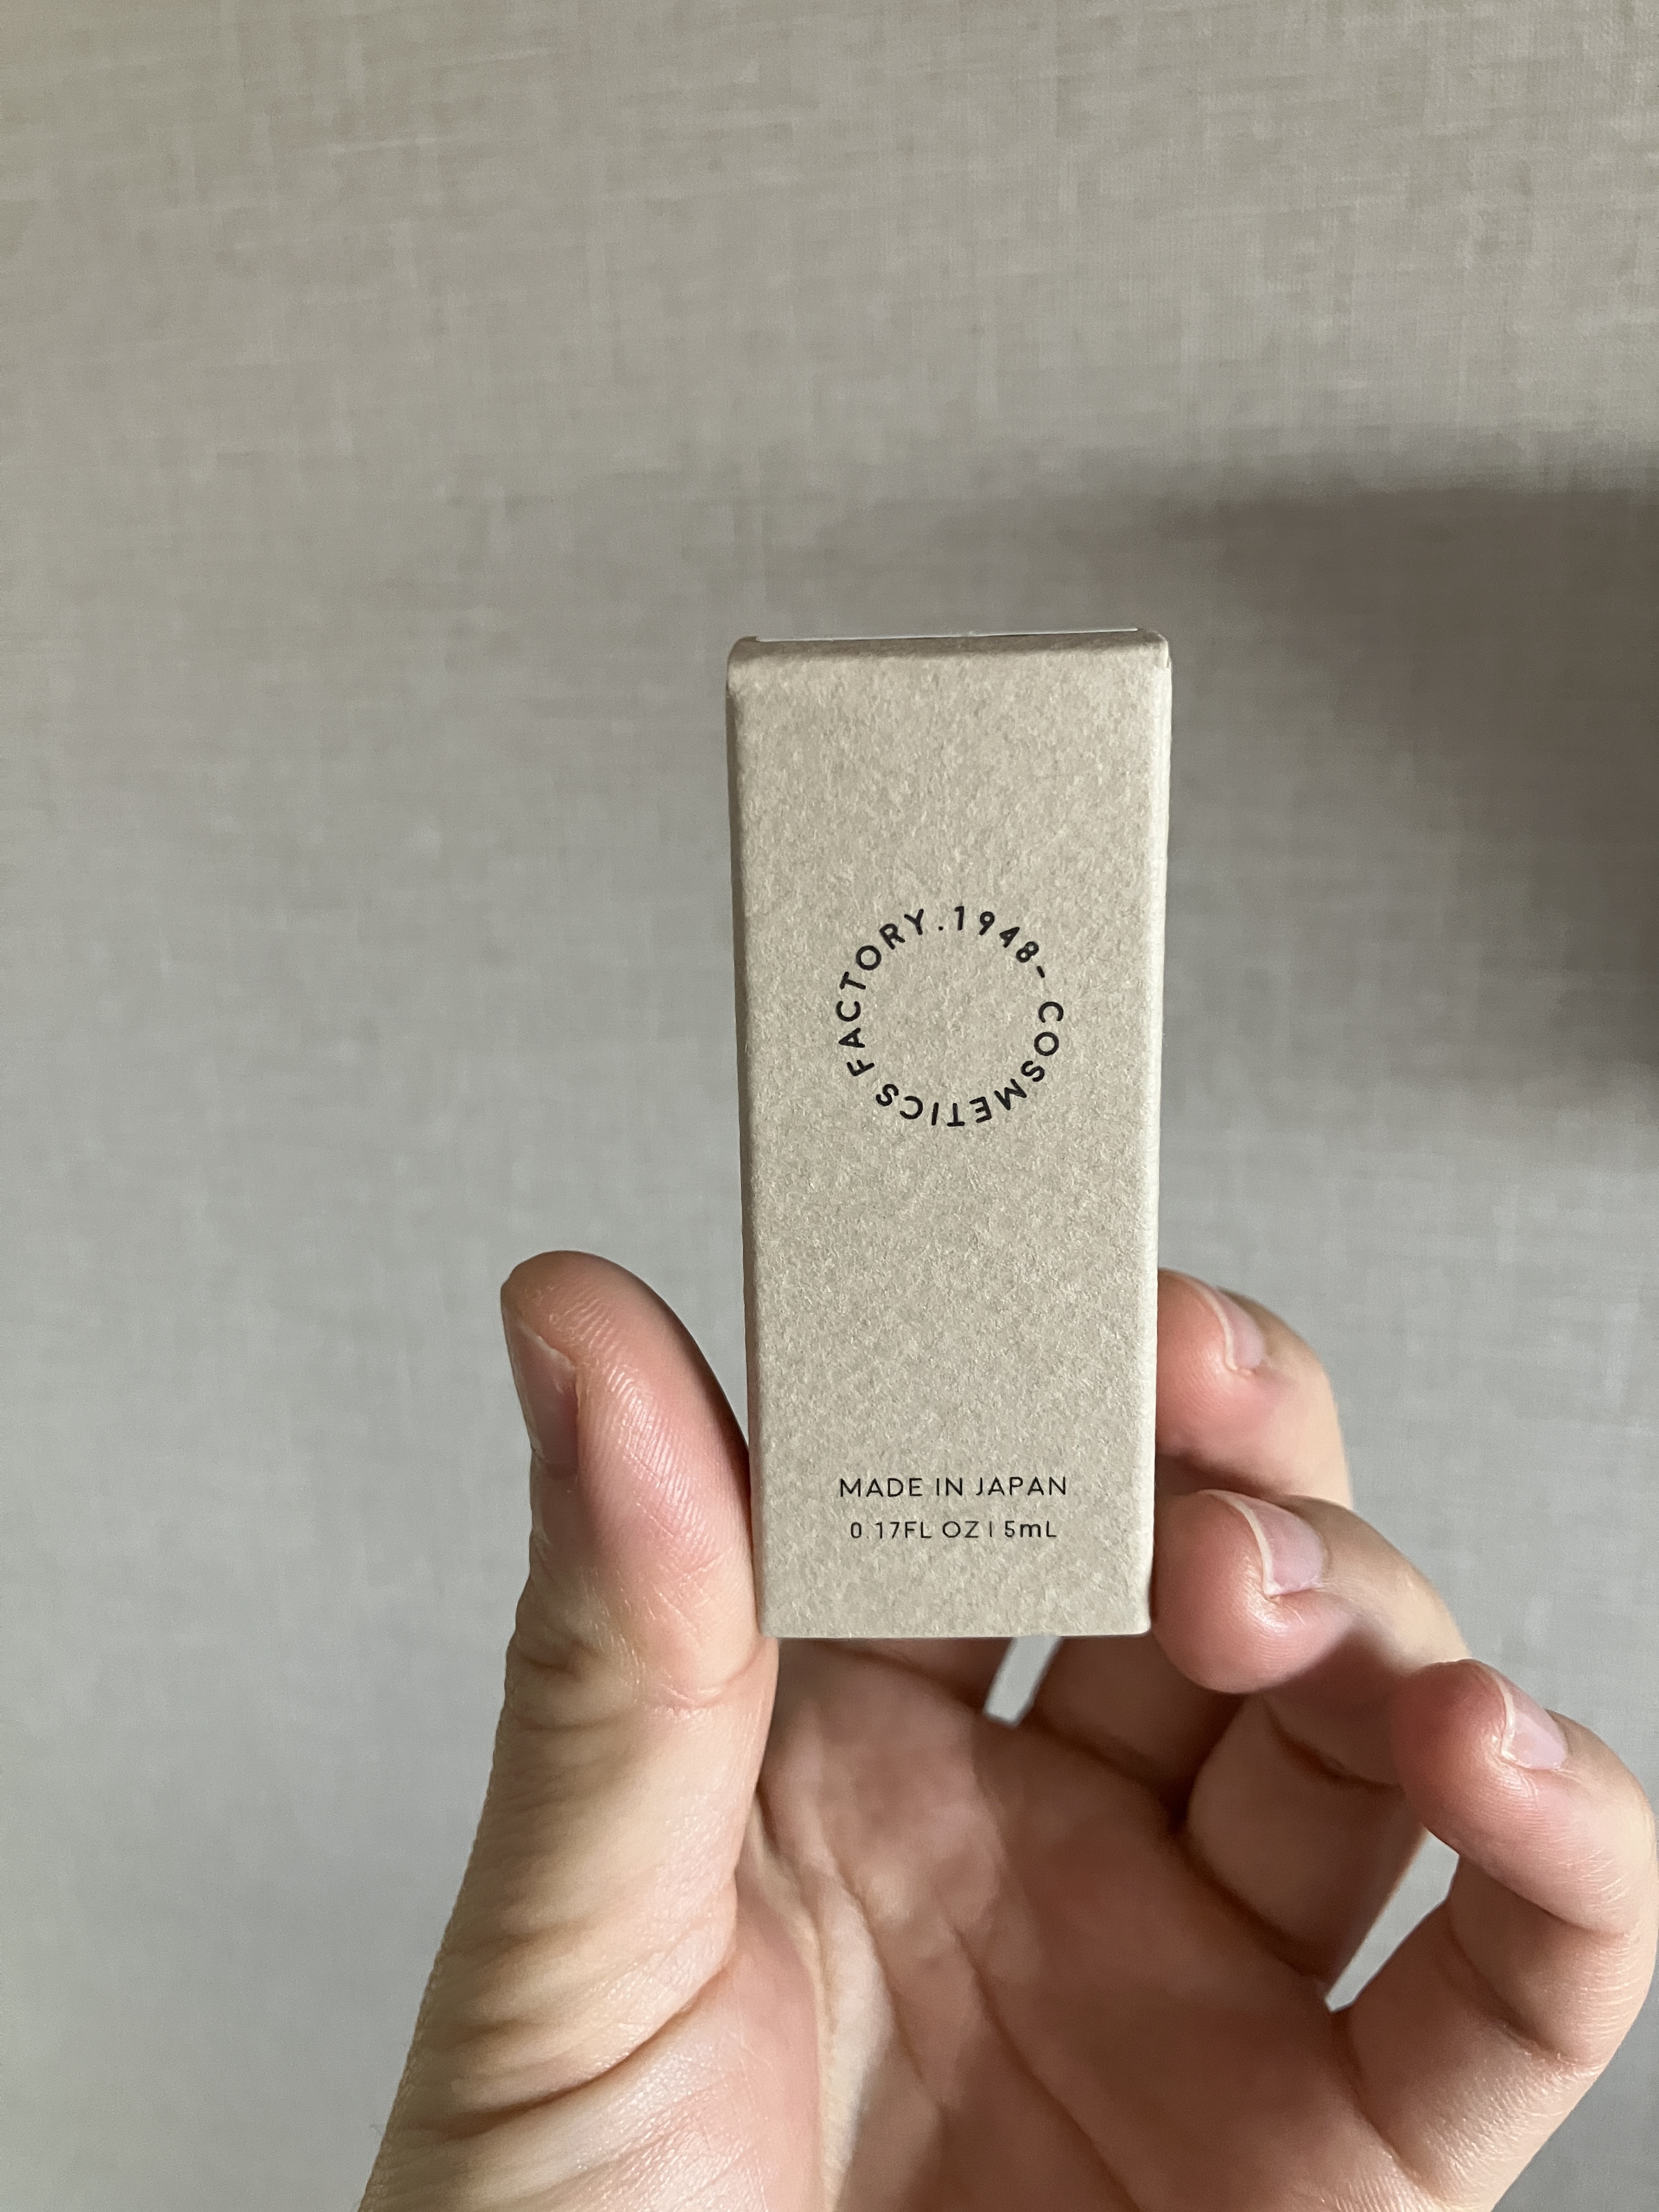 COSMETICS FACTORY.1948-
MADE IN JAPAN
0.17FL OZ | 5mL